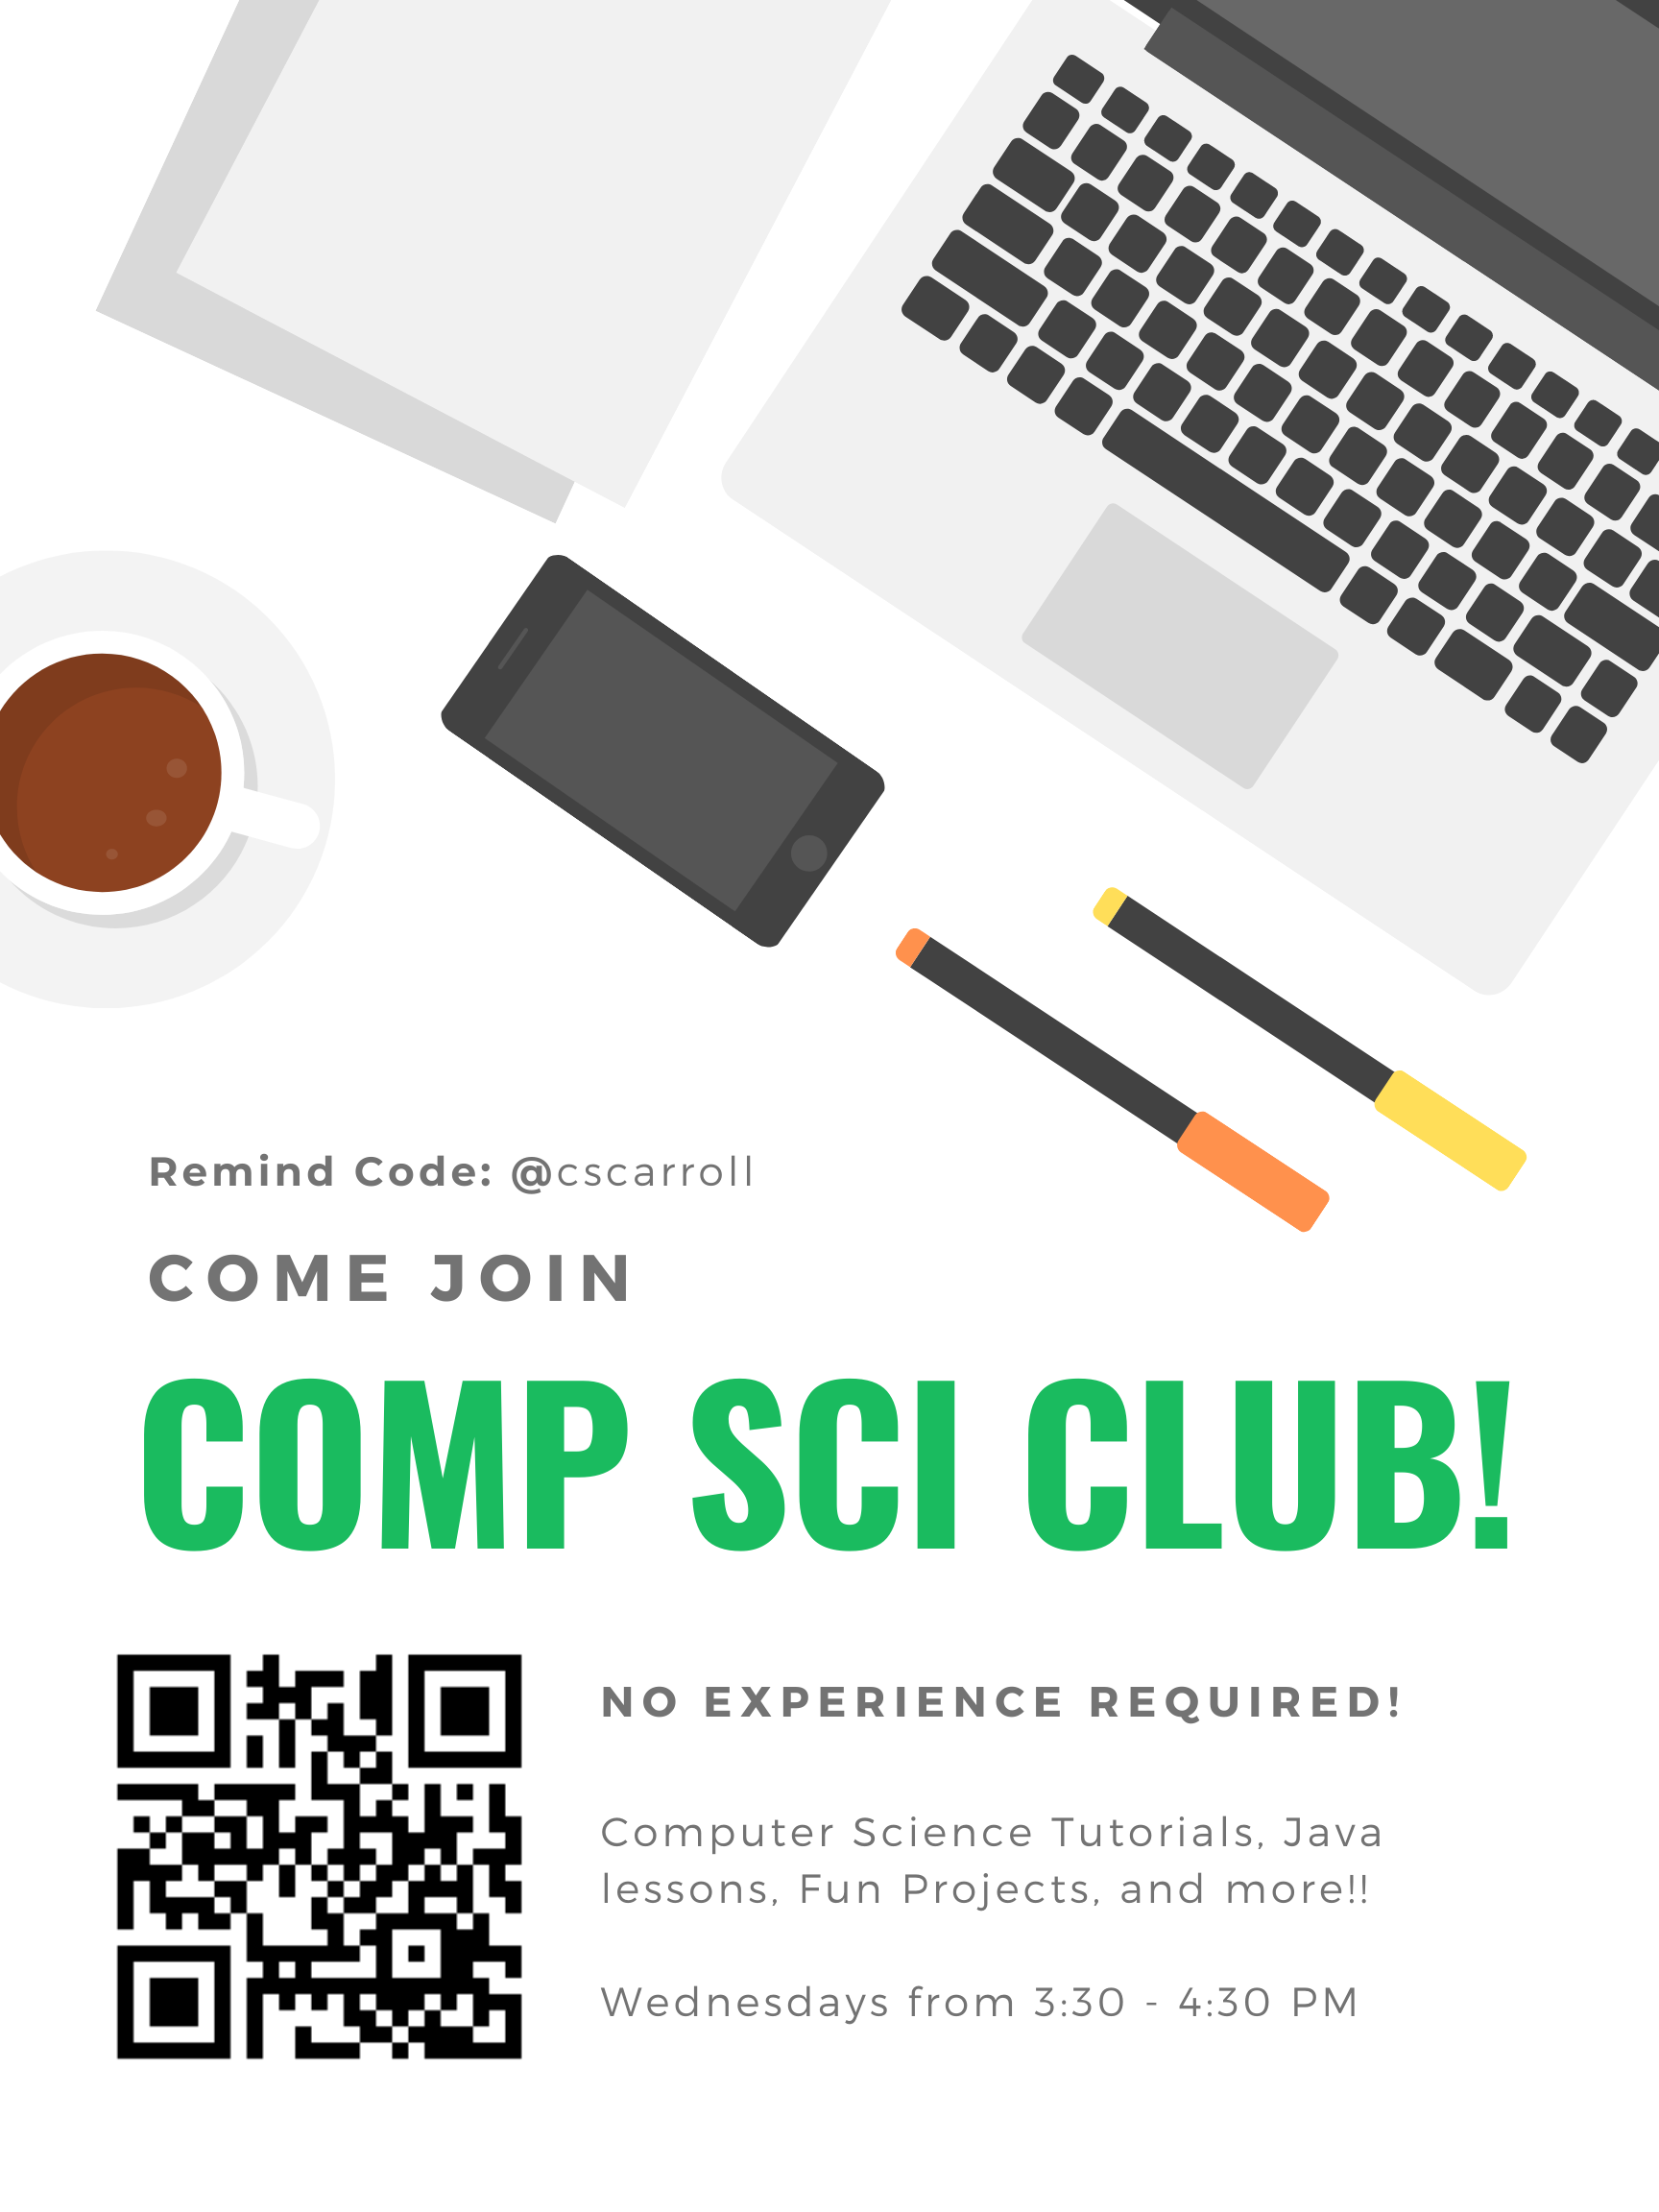 Remind Code: @cscarroll
COME JOIN
COMP SCI CLUB!
NO EXPERIENCE REQUIRED!
Computer Science Tutorials, Java
lessons, Fun Projects, and more!!
Wednesdays from 3:30 - 4:30 PM